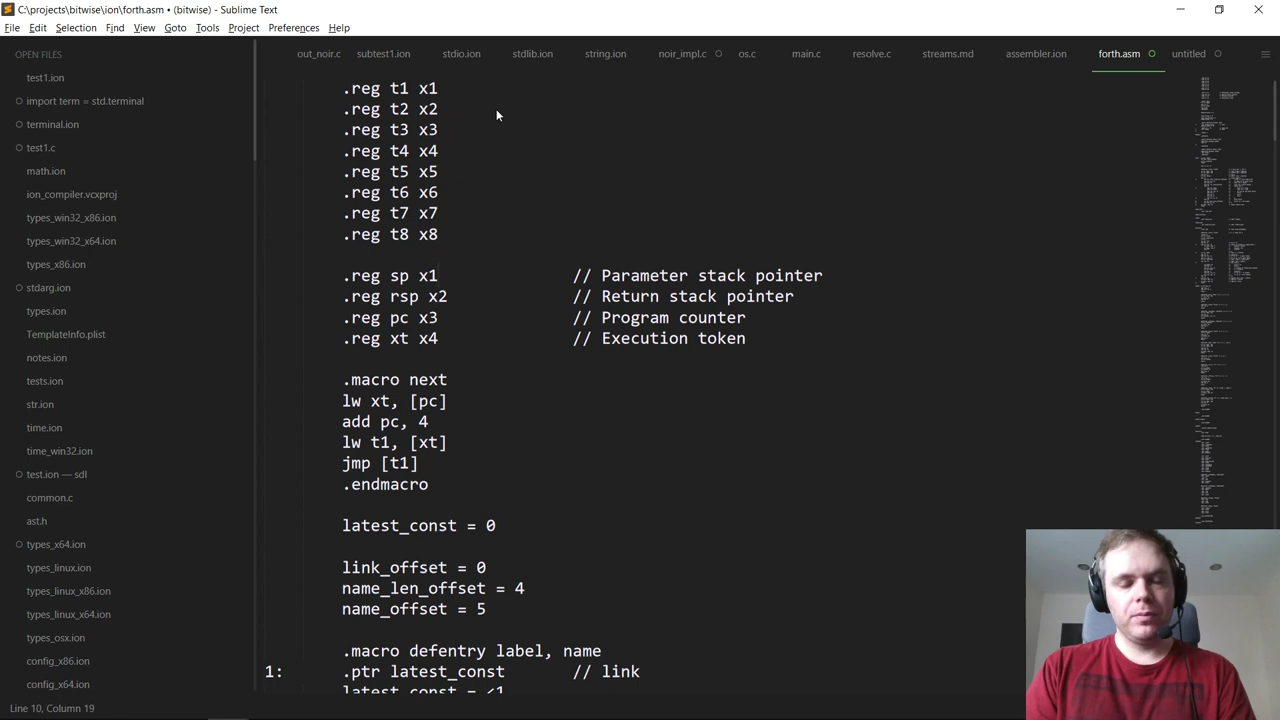 C:\projects\bitwise\ion\forth.asm • (bitwise) - Sublime Text
File Edit Selection Find View Goto Tools Project Preferences Help
OPEN FILES
test1.ion
import term = std.terminal
terminal.ion
test1.c
math.ion
ion_compiler.vcxproj
types_win32_x86.ion
types_win32_x64.ion
types_x86.ion
stdarg.ion
types.ion
TemplateInfo.plist
notes.ion
tests.ion
str.ion
time.ion
time_win32.ion
test.ion — sdl
common.c
ast.h
types_x64.ion
types_linux.ion
types_linux_x86.ion
types_linux_x64.ion
types_osx.ion
config_x86.ion
config_x64.ion
out_noir.c subtest1.ion stdio.ion stdlib.ion string.ion noir_impl.c os.c main.c resolve.c streams.md assembler.ion forth.asm untitled
.reg t1 x1
.reg t2 x2
.reg t3 x3
.reg t4 x4
.reg t5 x5
.reg t6 x6
.reg t7 x7
.reg t8 x8
.reg sp x1 // Parameter stack pointer
.reg rsp x2 // Return stack pointer
.reg pc x3 // Program counter
.reg xt x4 // Execution token
.macro next
lw xt, [pc]
add pc, 4
lw t1, [xt]
jmp [t1]
.endmacro
latest_const = 0
link_offset = 0
name_len_offset = 4
name_offset = 5
.macro defentry label, name
1: .ptr latest_const // link
latest_const = <1
Line 10, Column 19